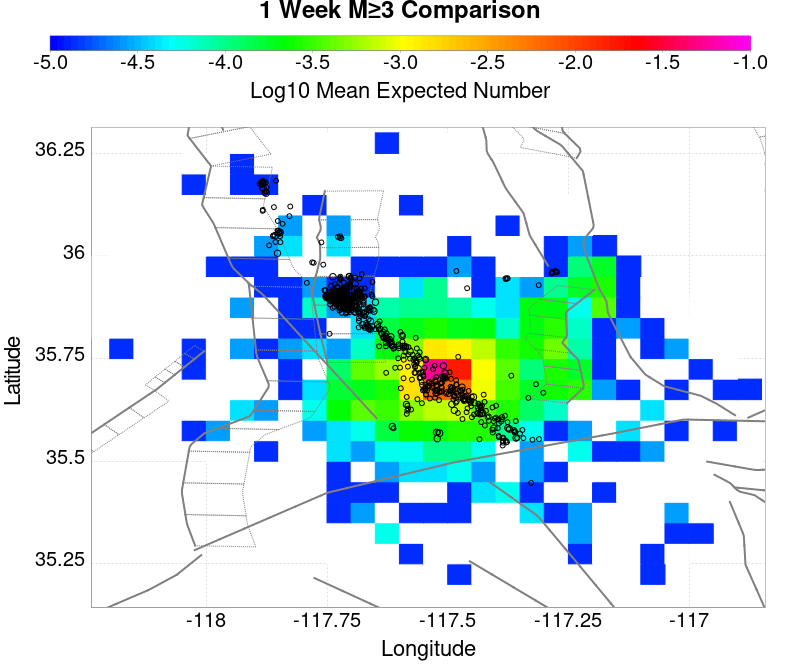 1 Week M≥3 Comparison
-5.0 -4.5 -4.0 -3.5 -3.0 -2.5 -2.0 -1.5 -1.0
Log10 Mean Expected Number
36.25
36
35.75
35.5
35.25
Latitude
-118 -117.75 -117.5 -117.25 -117
Longitude